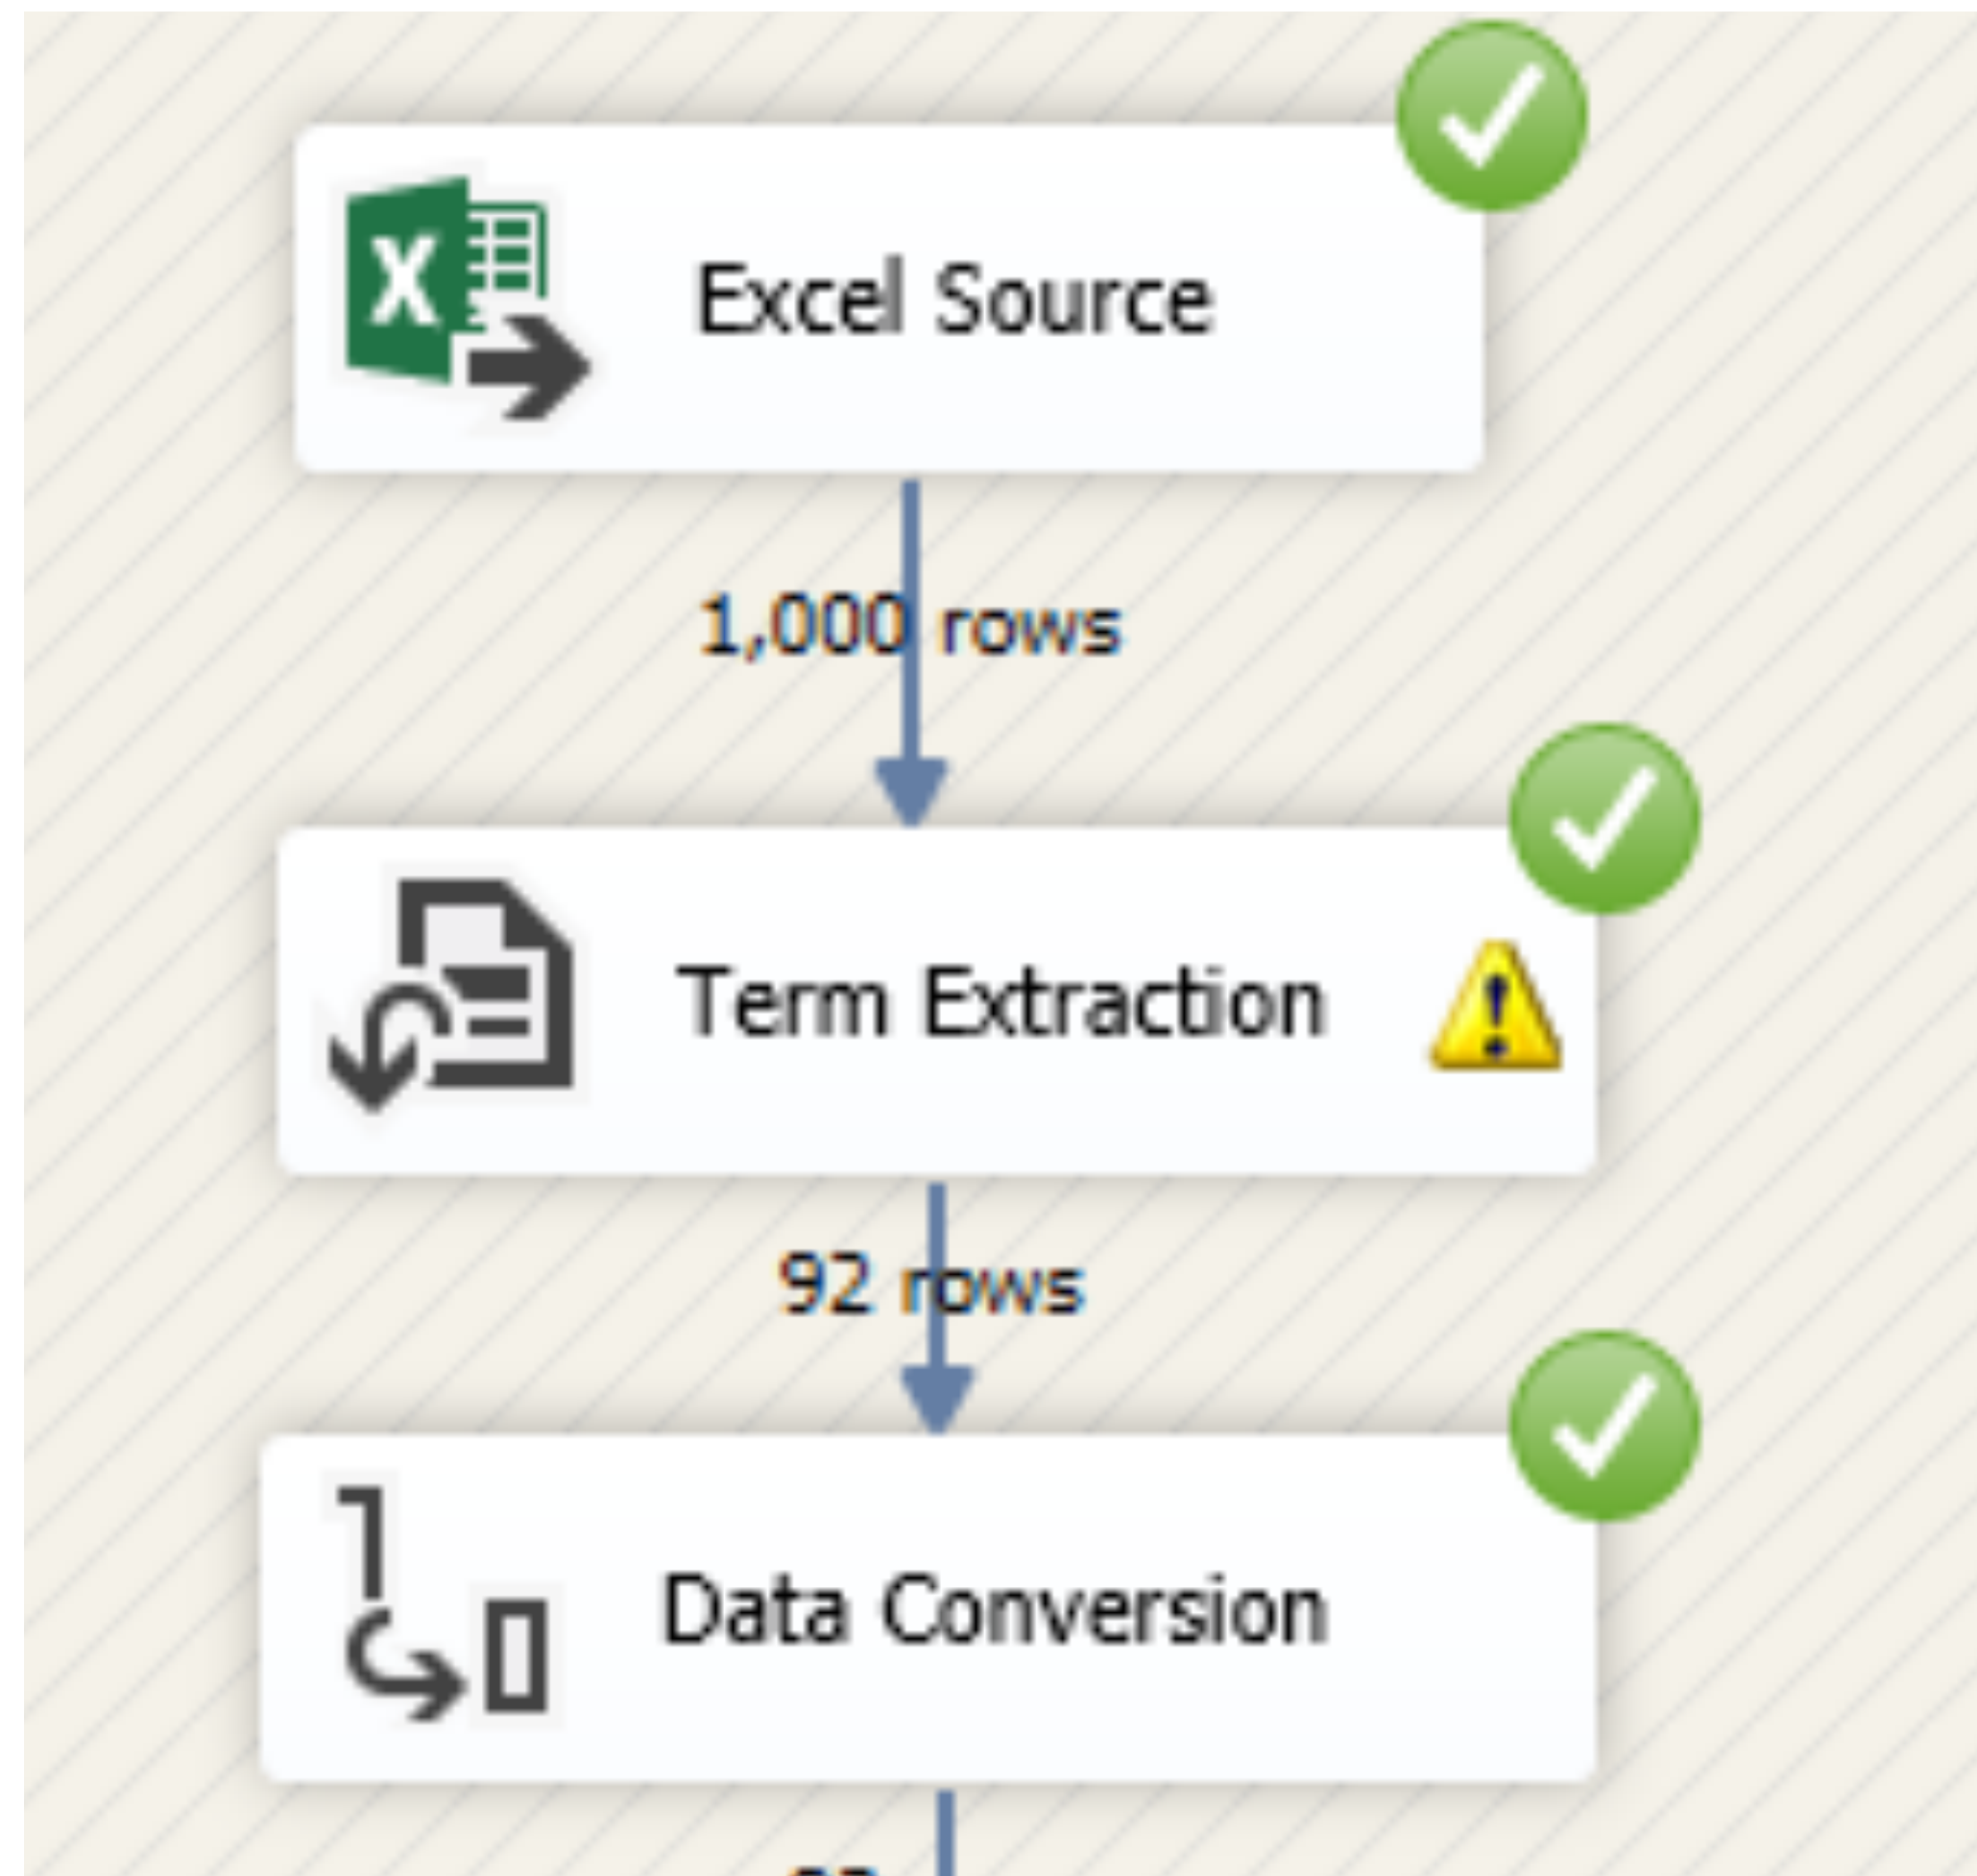 Excel Source
1,000 rows
Term Extraction
92 rows
Data Conversion